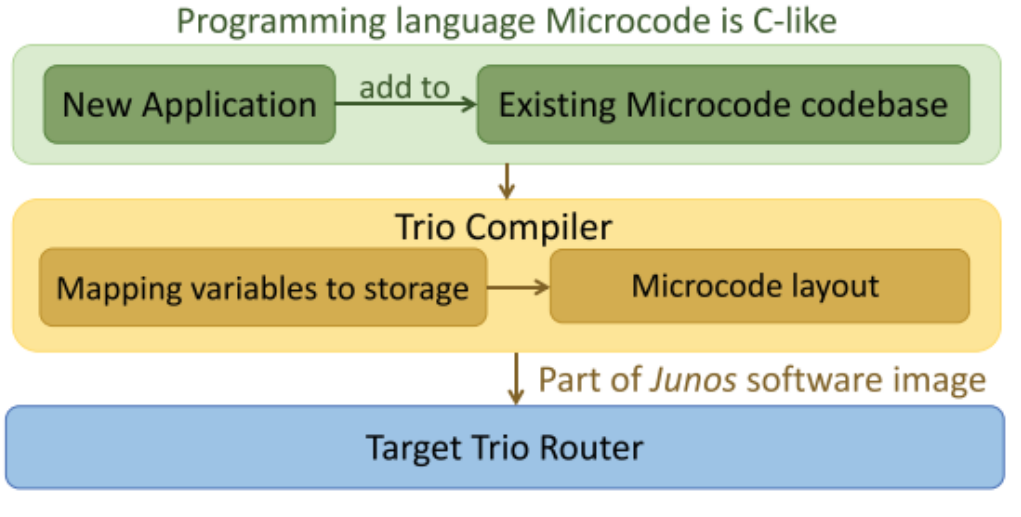 Programming language Microcode is C-like
New Application
add to
Existing Microcode codebase
Trio Compiler
Mapping variables to storage
Microcode layout
Part of Junos software image
Target Trio Router